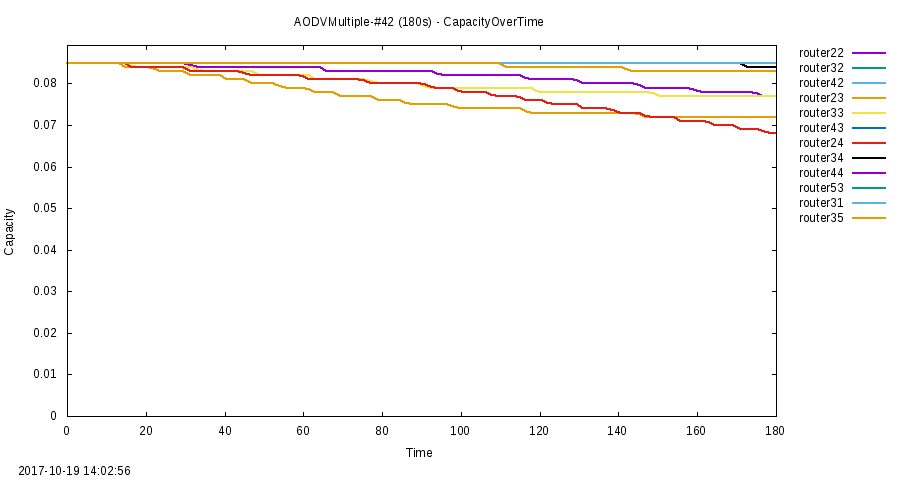 AODVMultiple-#42 (180s) - CapacityOverTime
router22
router32
router42
router23
router33
router43
router24
router34
router44
router53
router31
router35
0.08
0.07
0.06
0.05
0.04
0.03
0.02
0.01
0
Capacity
0 20 40 60 80 100 120 140 160 180
Time
2017-10-19 14:02:56